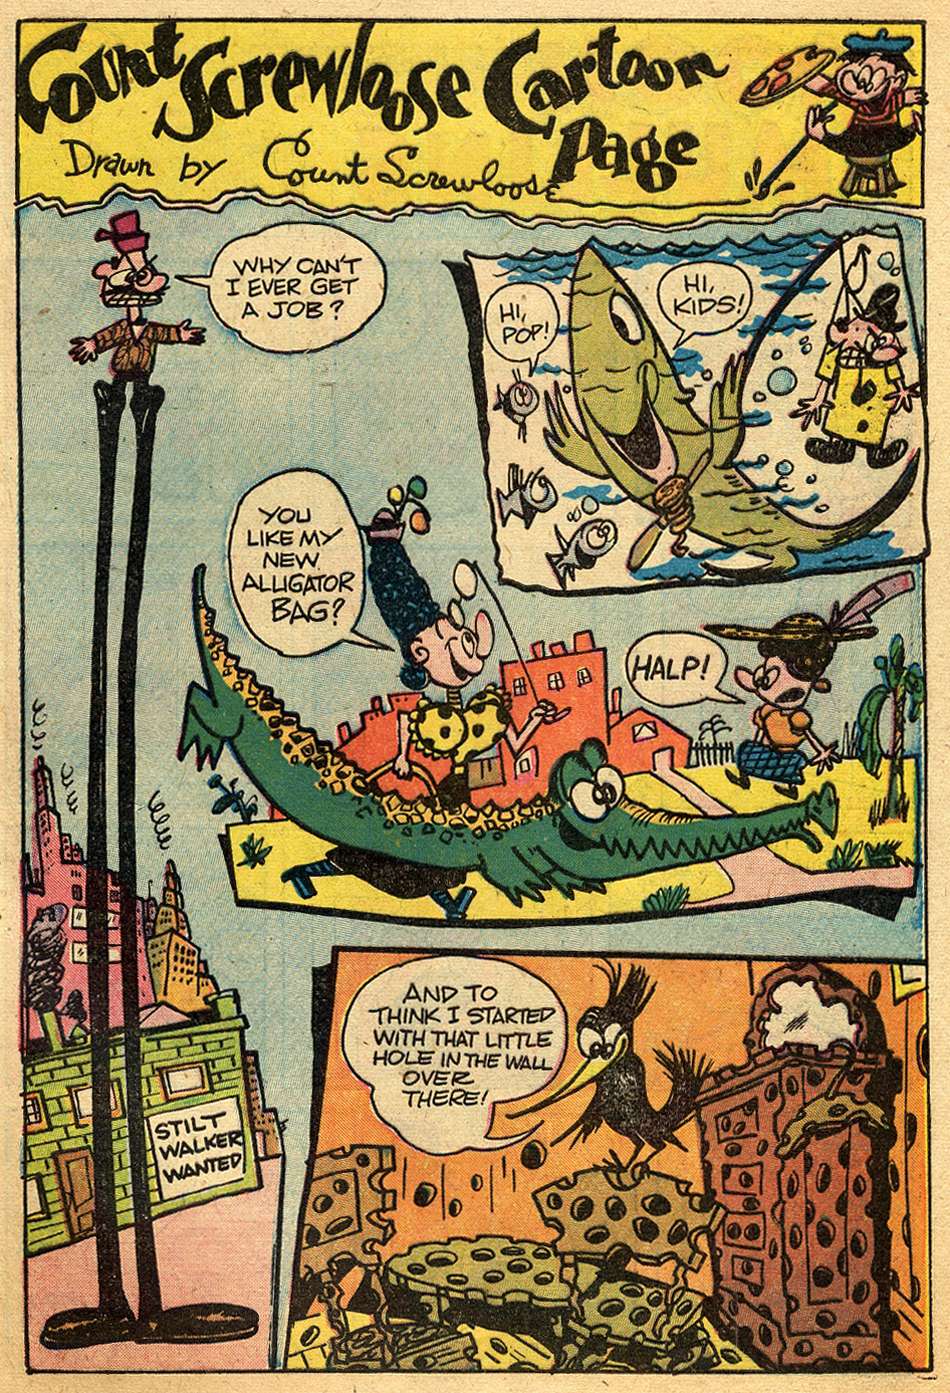 Count Screwloose Cartoon
Page
Drawn by Count Screwloose
WHY CAN'T
I EVER GET
A JOB?
HI,
POP!
HI,
KIDS!
YOU
LIKE MY
NEW
ALLIGATOR
BAG?
HALP!
AND TO
THINK I STARTED
WITH THAT LITTLE
HOLE IN THE WALL
OVER
THERE!
STILT
WALKER
WANTED